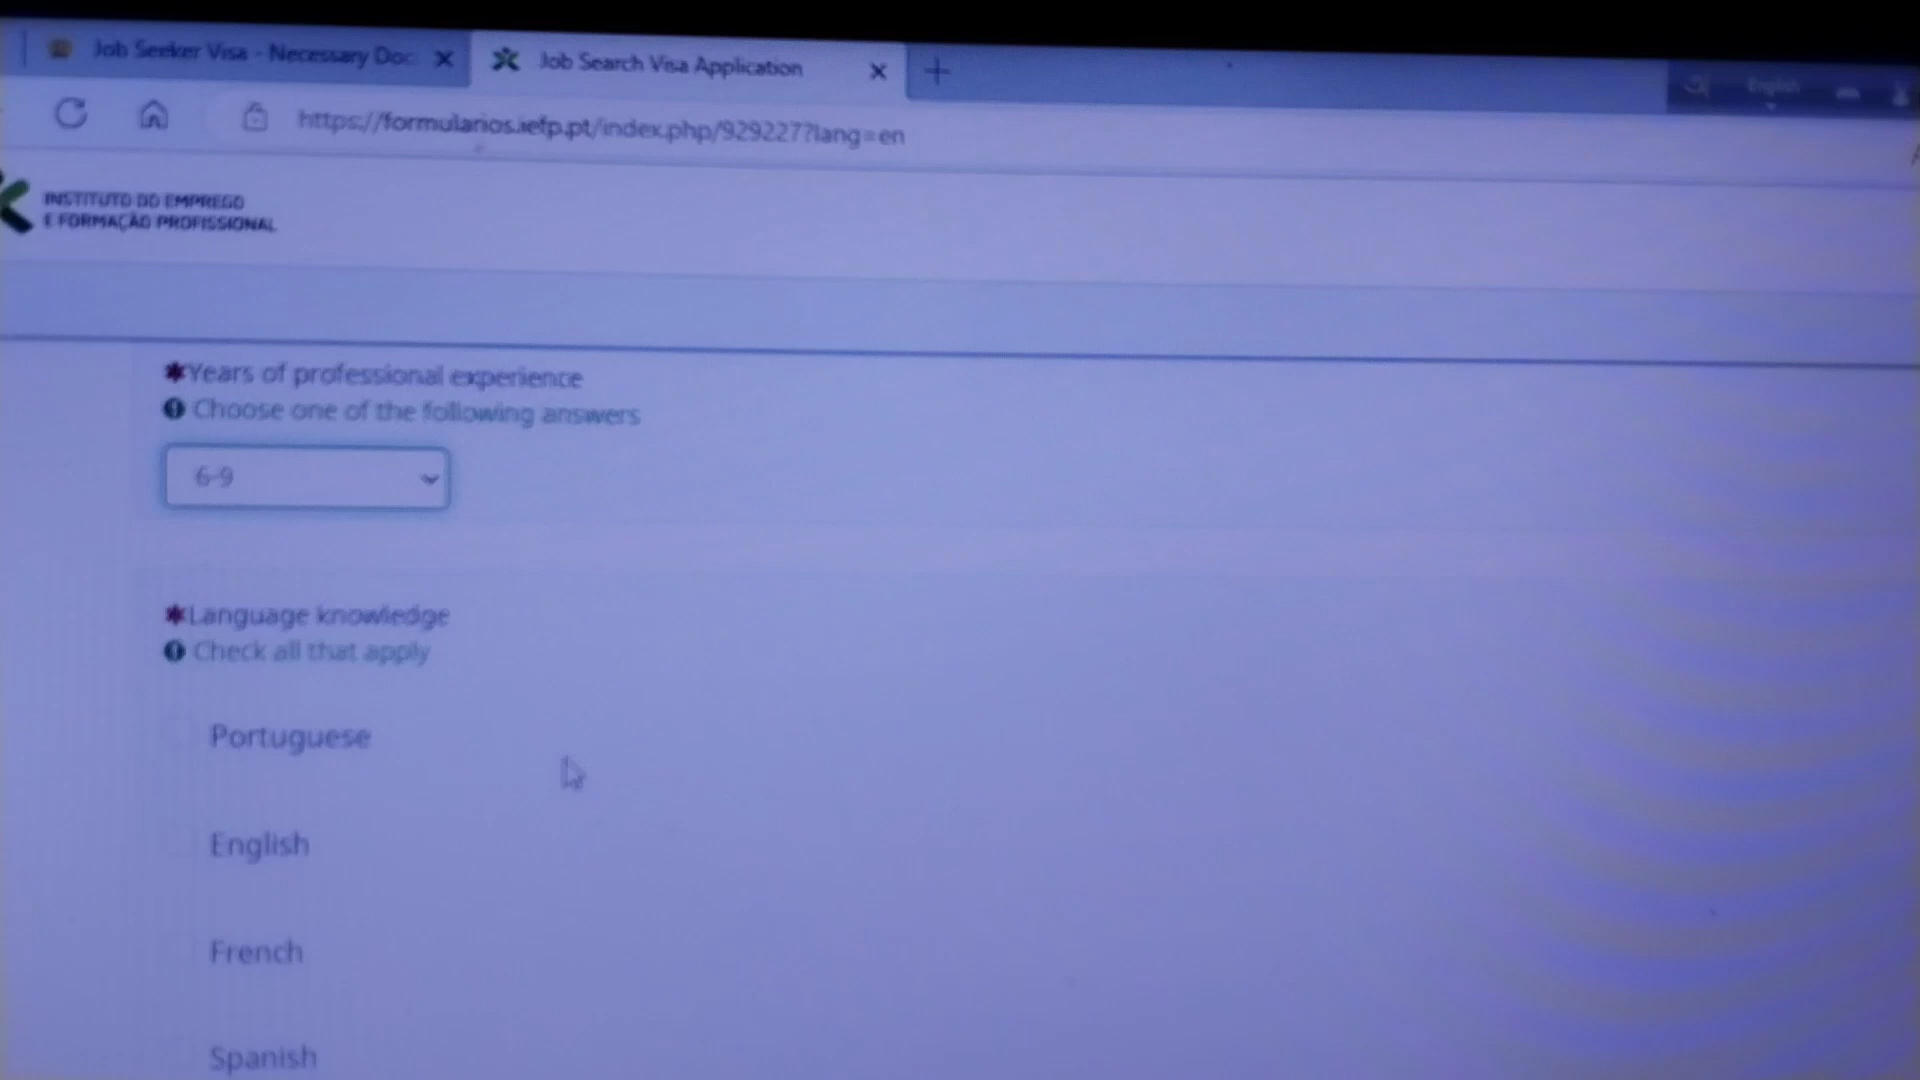 Job Seeker Visa - Necessary Doc
Job Search Visa Application
English
https://formularios.iefp.pt/index.php/929227?lang=en
INSTITUTO DO EMPREGO
E FORMAÇÃO PROFISSIONAL
*Years of professional experience
Choose one of the following answers
6-9
*Language knowledge
Check all that apply
Portuguese
English
French
Spanish